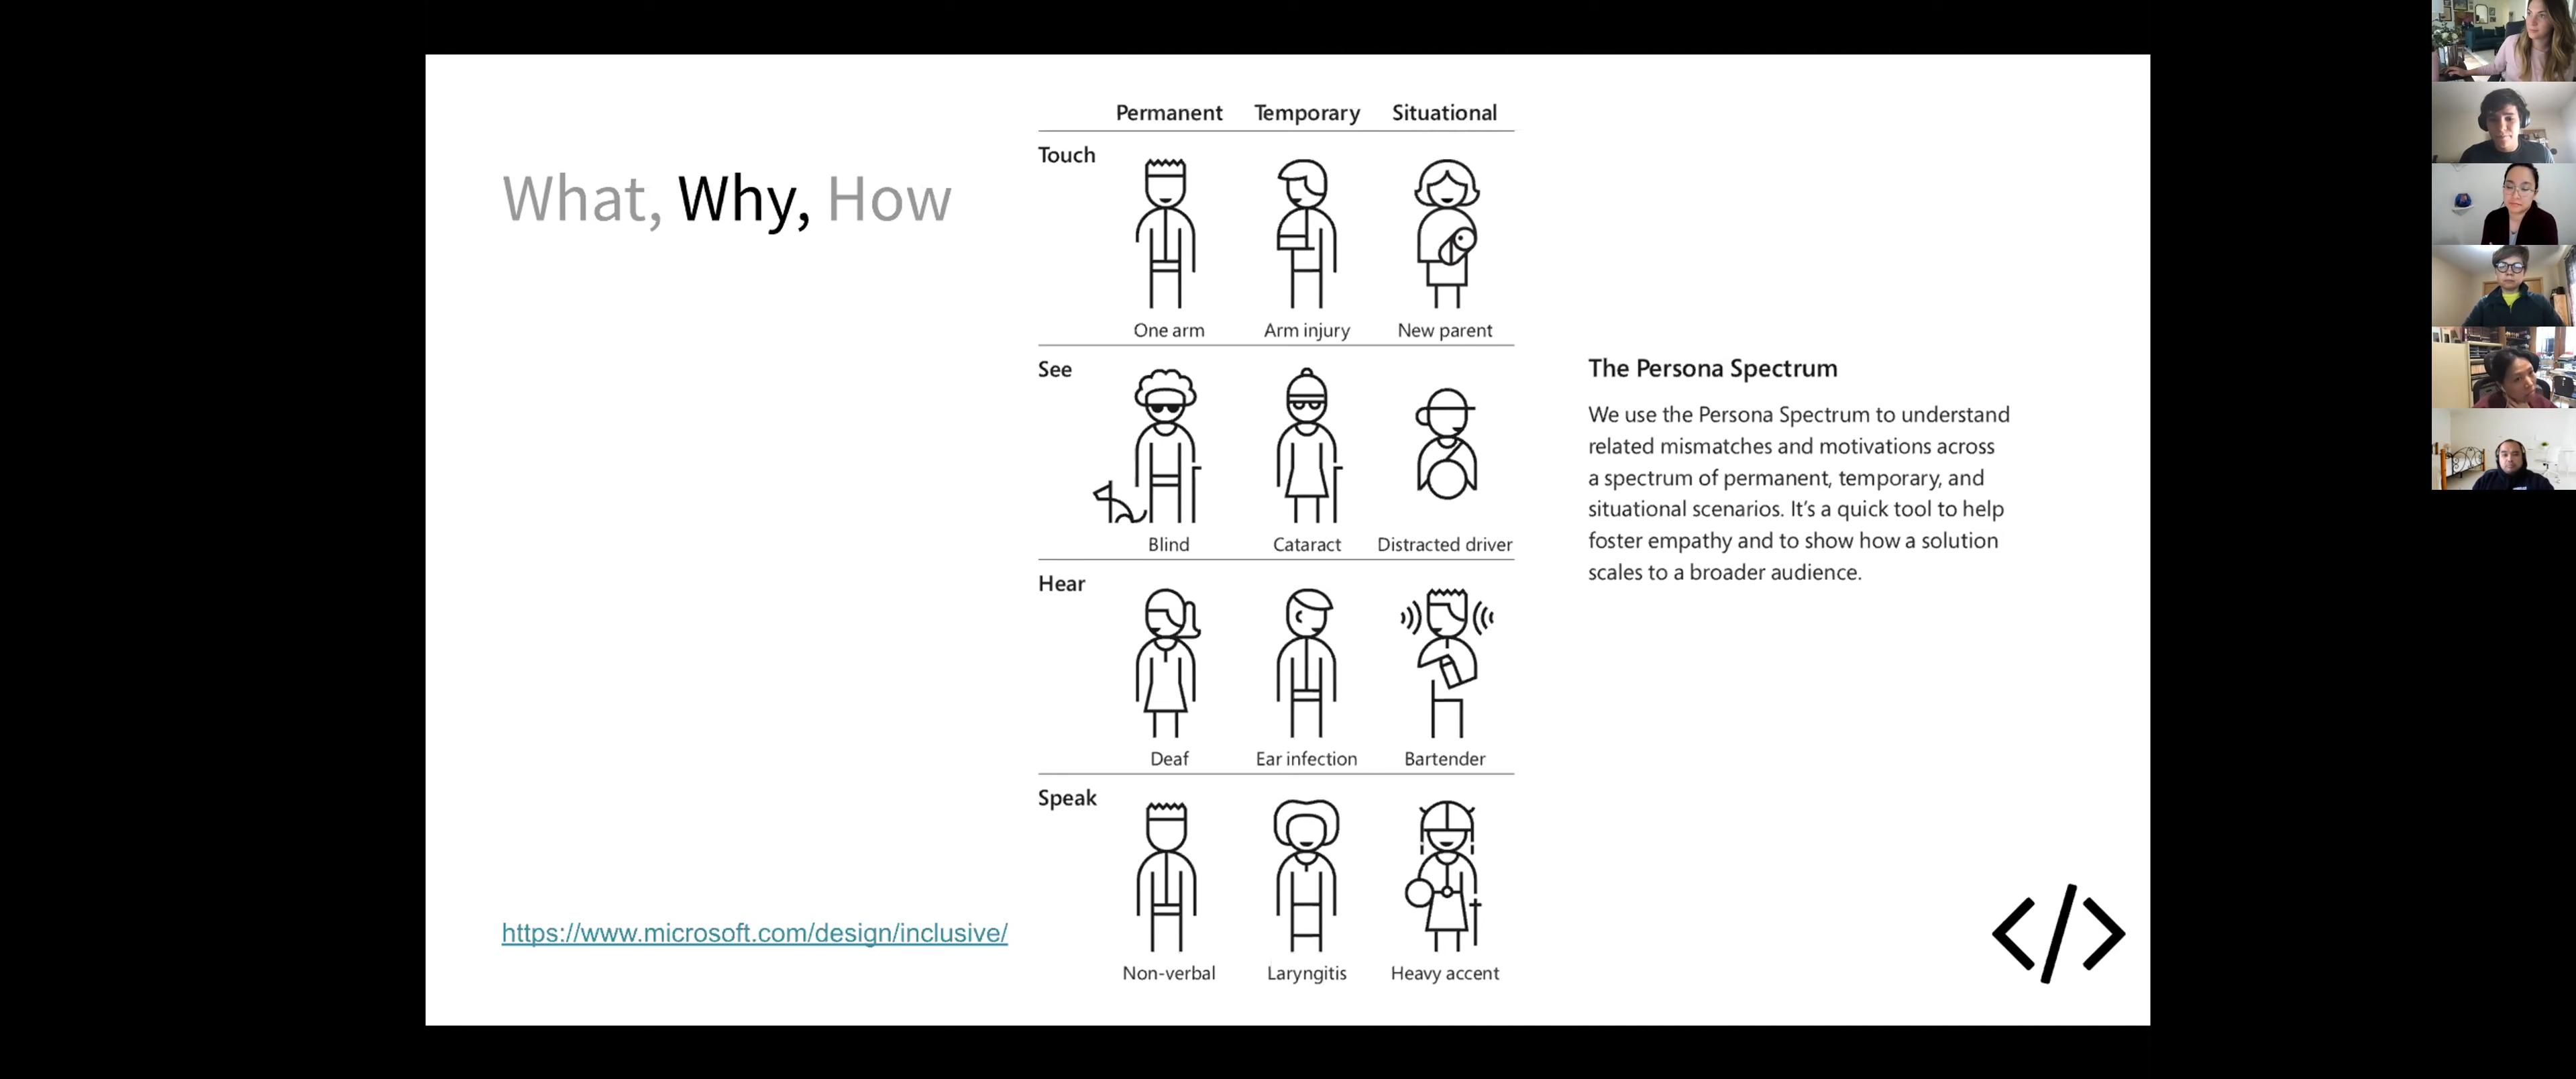 What, Why, How
Permanent Temporary Situational
Touch
One arm Arm injury New parent
See
Blind Cataract Distracted driver
Hear
Deaf Ear infection Bartender
Speak
Non-verbal Laryngitis Heavy accent
The Persona Spectrum
We use the Persona Spectrum to understand
related mismatches and motivations across
a spectrum of permanent, temporary, and
situational scenarios. It’s a quick tool to help
foster empathy and to show how a solution
scales to a broader audience.
https://www.microsoft.com/design/inclusive/
</>